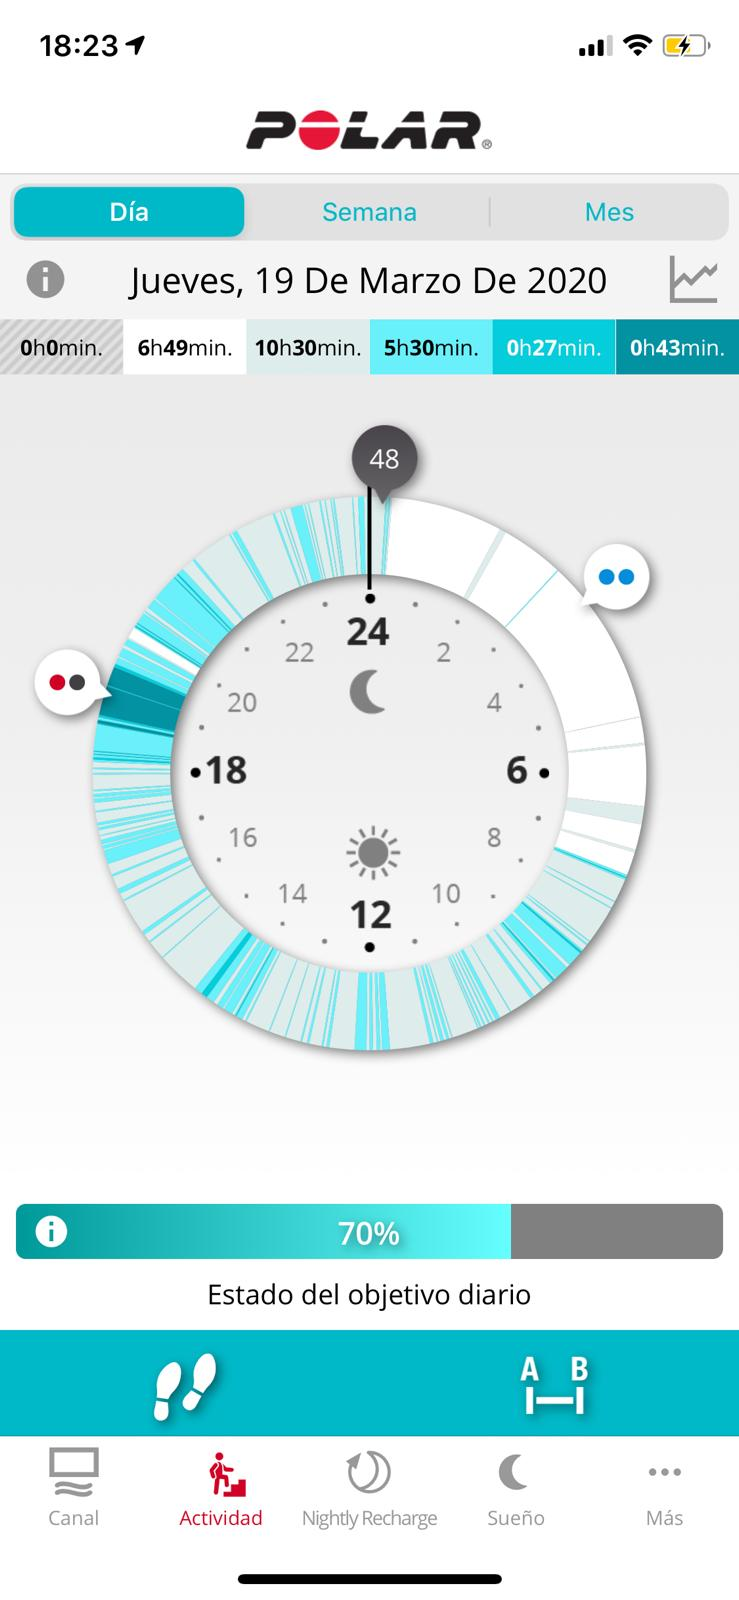 18:23
POLAR®
Día Semana Mes
Jueves, 19 De Marzo De 2020
0h0min. 6h49min. 10h30min. 5h30min. 0h27min. 0h43min.
48
24
22 2
20 4
18 6
16 8
14 10
12
70%
Estado del objetivo diario
A B
Canal Actividad Nightly Recharge Sueño Más